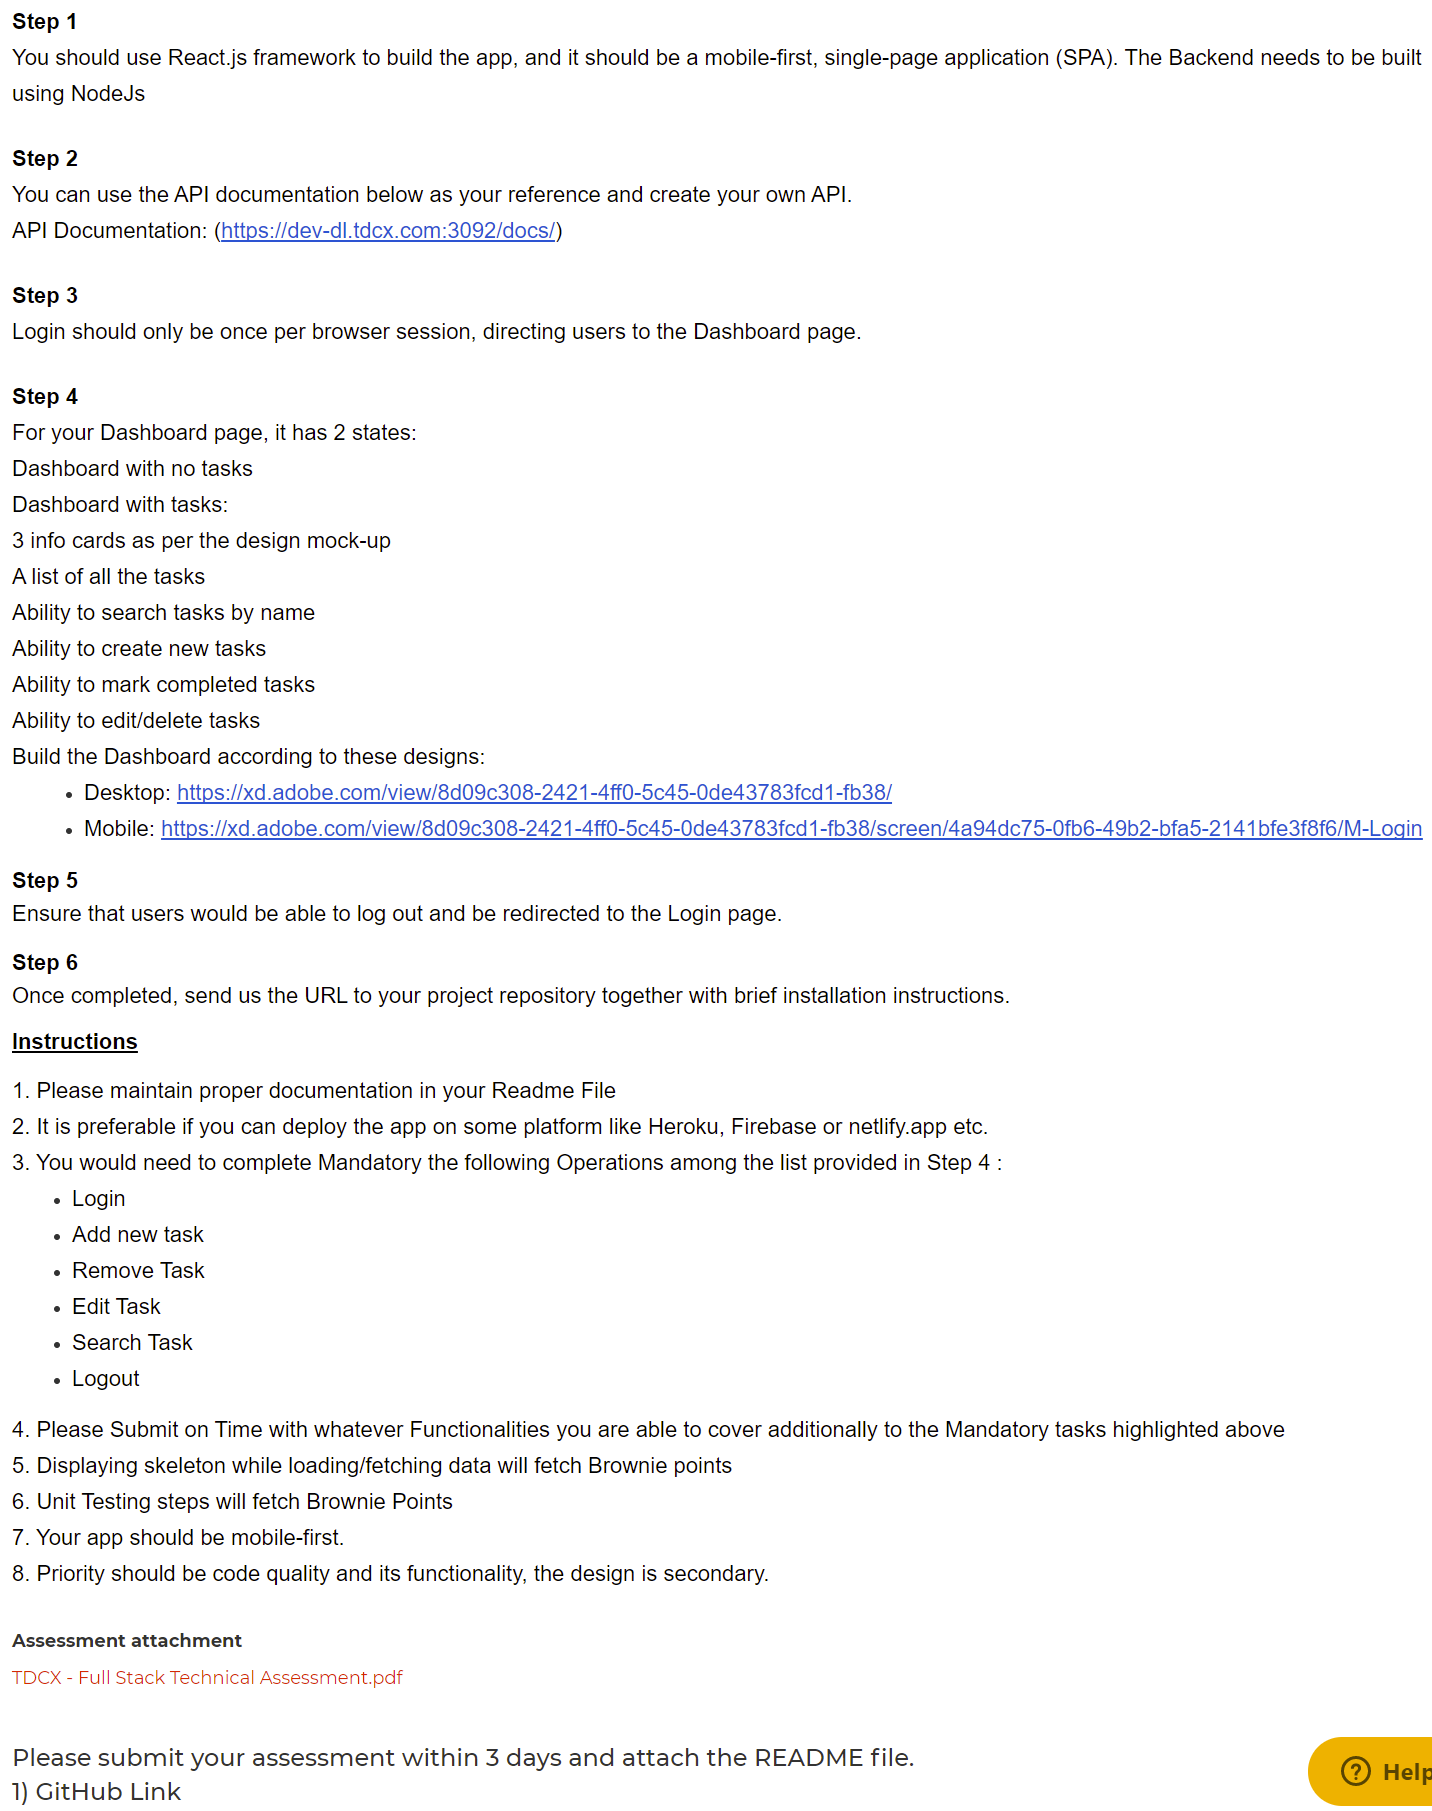 Step 1
You should use React.js framework to build the app, and it should be a mobile-first, single-page application (SPA). The Backend needs to be built
using NodeJs
Step 2
You can use the API documentation below as your reference and create your own API.
API Documentation: (https://dev-dl.tdcx.com:3092/docs/)
Step 3
Login should only be once per browser session, directing users to the Dashboard page.
Step 4
For your Dashboard page, it has 2 states:
Dashboard with no tasks
Dashboard with tasks:
3 info cards as per the design mock-up
A list of all the tasks
Ability to search tasks by name
Ability to create new tasks
Ability to mark completed tasks
Ability to edit/delete tasks
Build the Dashboard according to these designs:
• Desktop: https://xd.adobe.com/view/8d09c308-2421-4ff0-5c45-0de43783fcd1-fb38/
• Mobile: https://xd.adobe.com/view/8d09c308-2421-4ff0-5c45-0de43783fcd1-fb38/screen/4a94dc75-0fb6-49b2-bfa5-2141bfe3f8f6/M-Login
Step 5
Ensure that users would be able to log out and be redirected to the Login page.
Step 6
Once completed, send us the URL to your project repository together with brief installation instructions.
Instructions
1. Please maintain proper documentation in your Readme File
2. It is preferable if you can deploy the app on some platform like Heroku, Firebase or netlify.app etc.
3. You would need to complete Mandatory the following Operations among the list provided in Step 4 :
• Login
• Add new task
• Remove Task
• Edit Task
• Search Task
• Logout
4. Please Submit on Time with whatever Functionalities you are able to cover additionally to the Mandatory tasks highlighted above
5. Displaying skeleton while loading/fetching data will fetch Brownie points
6. Unit Testing steps will fetch Brownie Points
7. Your app should be mobile-first.
8. Priority should be code quality and its functionality, the design is secondary.
Assessment attachment
TDCX - Full Stack Technical Assessment.pdf
Please submit your assessment within 3 days and attach the README file.
1) GitHub Link
? Help